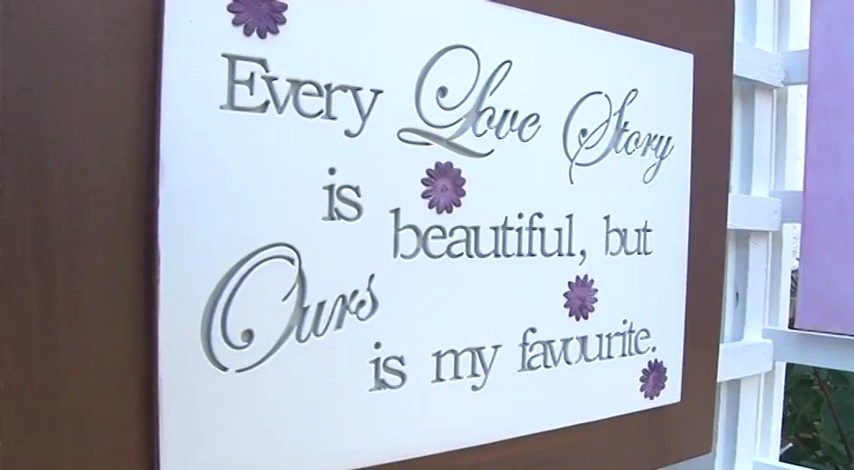 Every Love Story
is
beautiful, but
Ours
is my favourite.